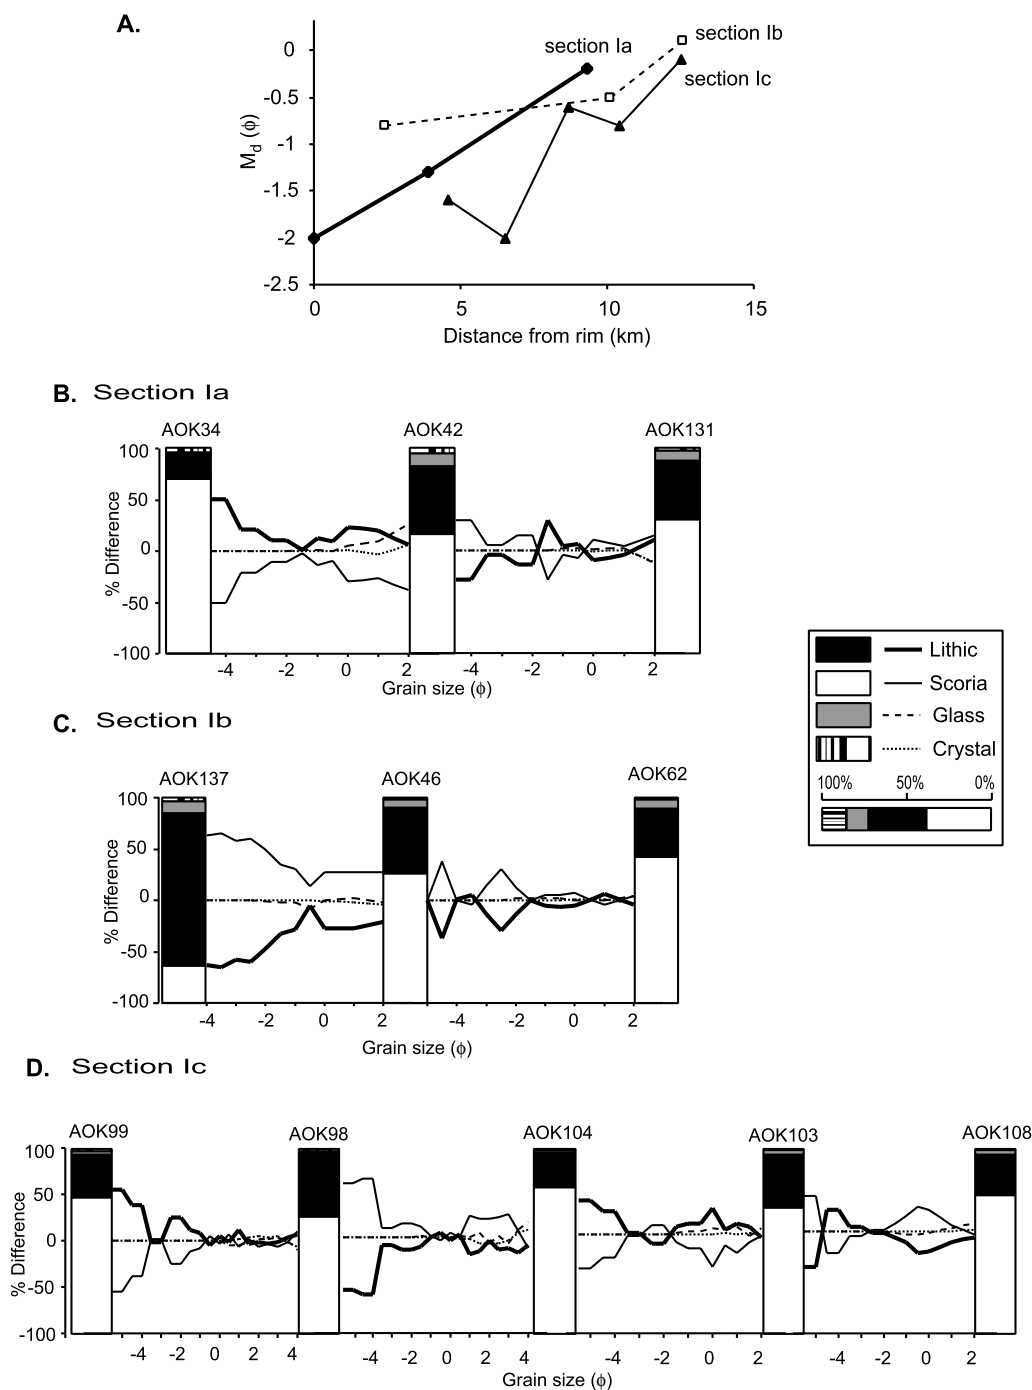 A.
0
-0.5
-1
-1.5
-2
-2.5
M_d (ϕ)
section Ia
section Ib
section Ic
0 5 10 15
Distance from rim (km)
B. Section Ia
AOK34 AOK42 AOK131
100
50
0
-50
-100
% Difference
-4 -2 0 2 -4 -2 0 2
Grain size (ϕ)
Lithic
Scoria
Glass
Crystal
100% 50% 0%
C. Section Ib
AOK137 AOK46 AOK62
100
50
0
-50
-100
% Difference
-4 -2 0 2 -4 -2 0 2
Grain size (ϕ)
D. Section Ic
AOK99 AOK98 AOK104 AOK103 AOK108
100
50
0
-50
-100
% Difference
-4 -2 0 2 4 -4 -2 0 2 4 -4 -2 0 2 -4 -2 0 2
Grain size (ϕ)